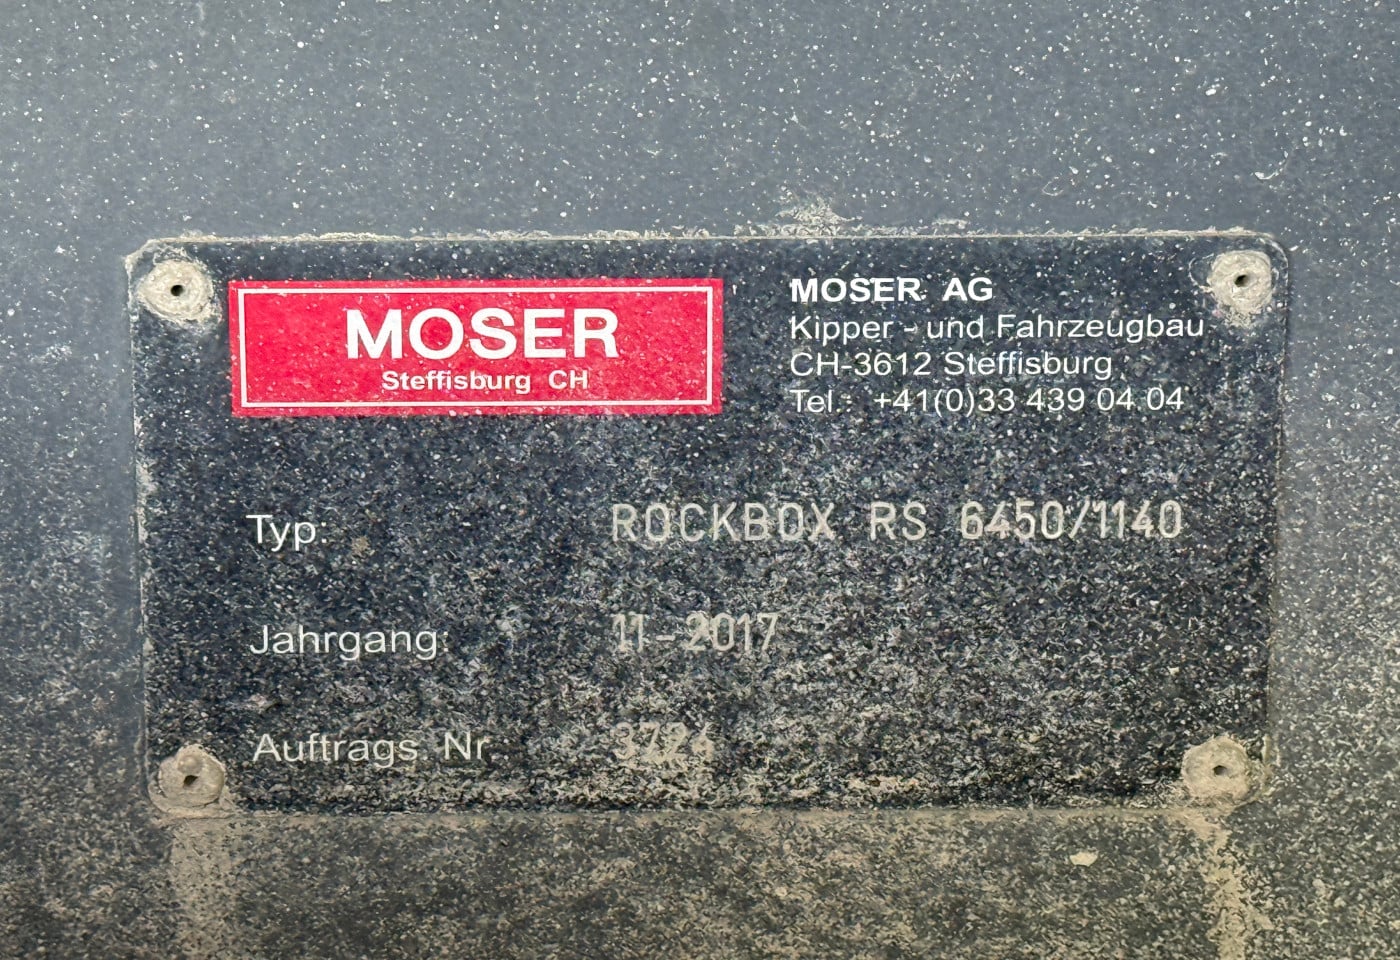 MOSER
Steffisburg CH
MOSER AG
Kipper - und Fahrzeugbau
CH-3612 Steffisburg
Tel.: +41(0)33 439 04 04
Typ: ROCKBOX RS 6450/1140
Jahrgang: 11-2017
Auftrags. Nr.: 3724